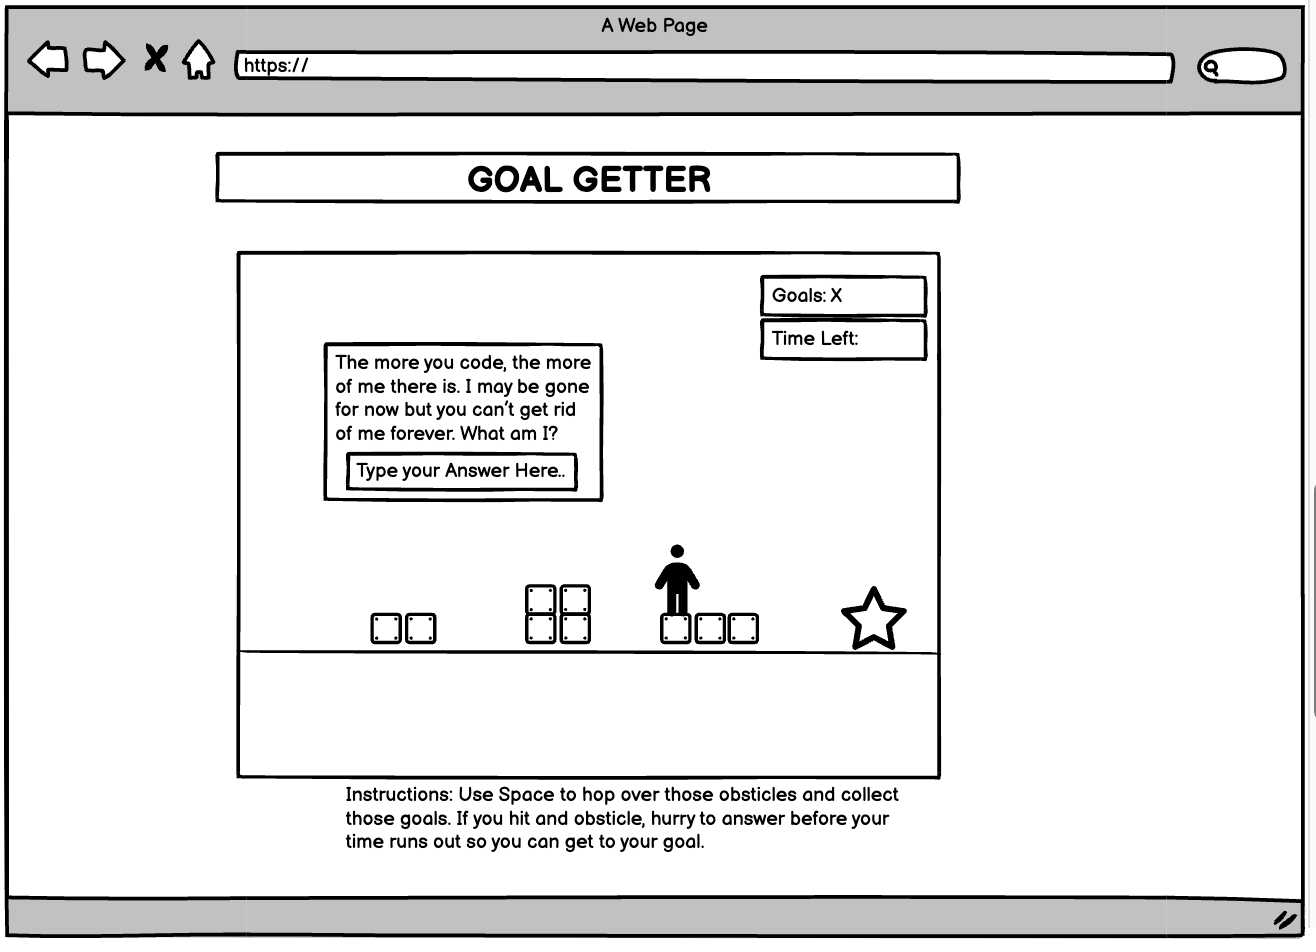 A Web Page
https://
GOAL GETTER
Goals: X
Time Left:
The more you code, the more
of me there is. I may be gone
for now but you can't get rid
of me forever. What am I?
Type your Answer Here..
Instructions: Use Space to hop over those obsticles and collect
those goals. If you hit and obsticle, hurry to answer before your
time runs out so you can get to your goal.